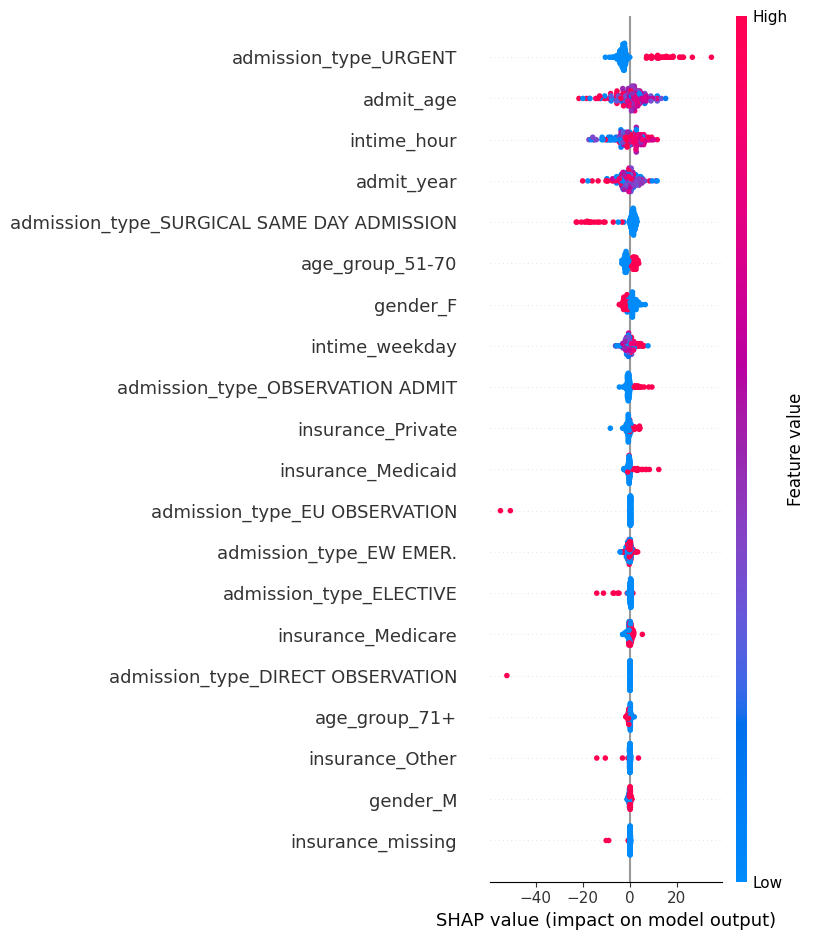 High
admission_type_URGENT
admit_age
intime_hour
admit_year
admission_type_SURGICAL SAME DAY ADMISSION
age_group_51-70
gender_F
intime_weekday
admission_type_OBSERVATION ADMIT
insurance_Private
insurance_Medicaid
admission_type_EU OBSERVATION
admission_type_EW EMER.
admission_type_ELECTIVE
insurance_Medicare
admission_type_DIRECT OBSERVATION
age_group_71+
insurance_Other
gender_M
insurance_missing
Feature value
Low
−40 −20 0 20
SHAP value (impact on model output)